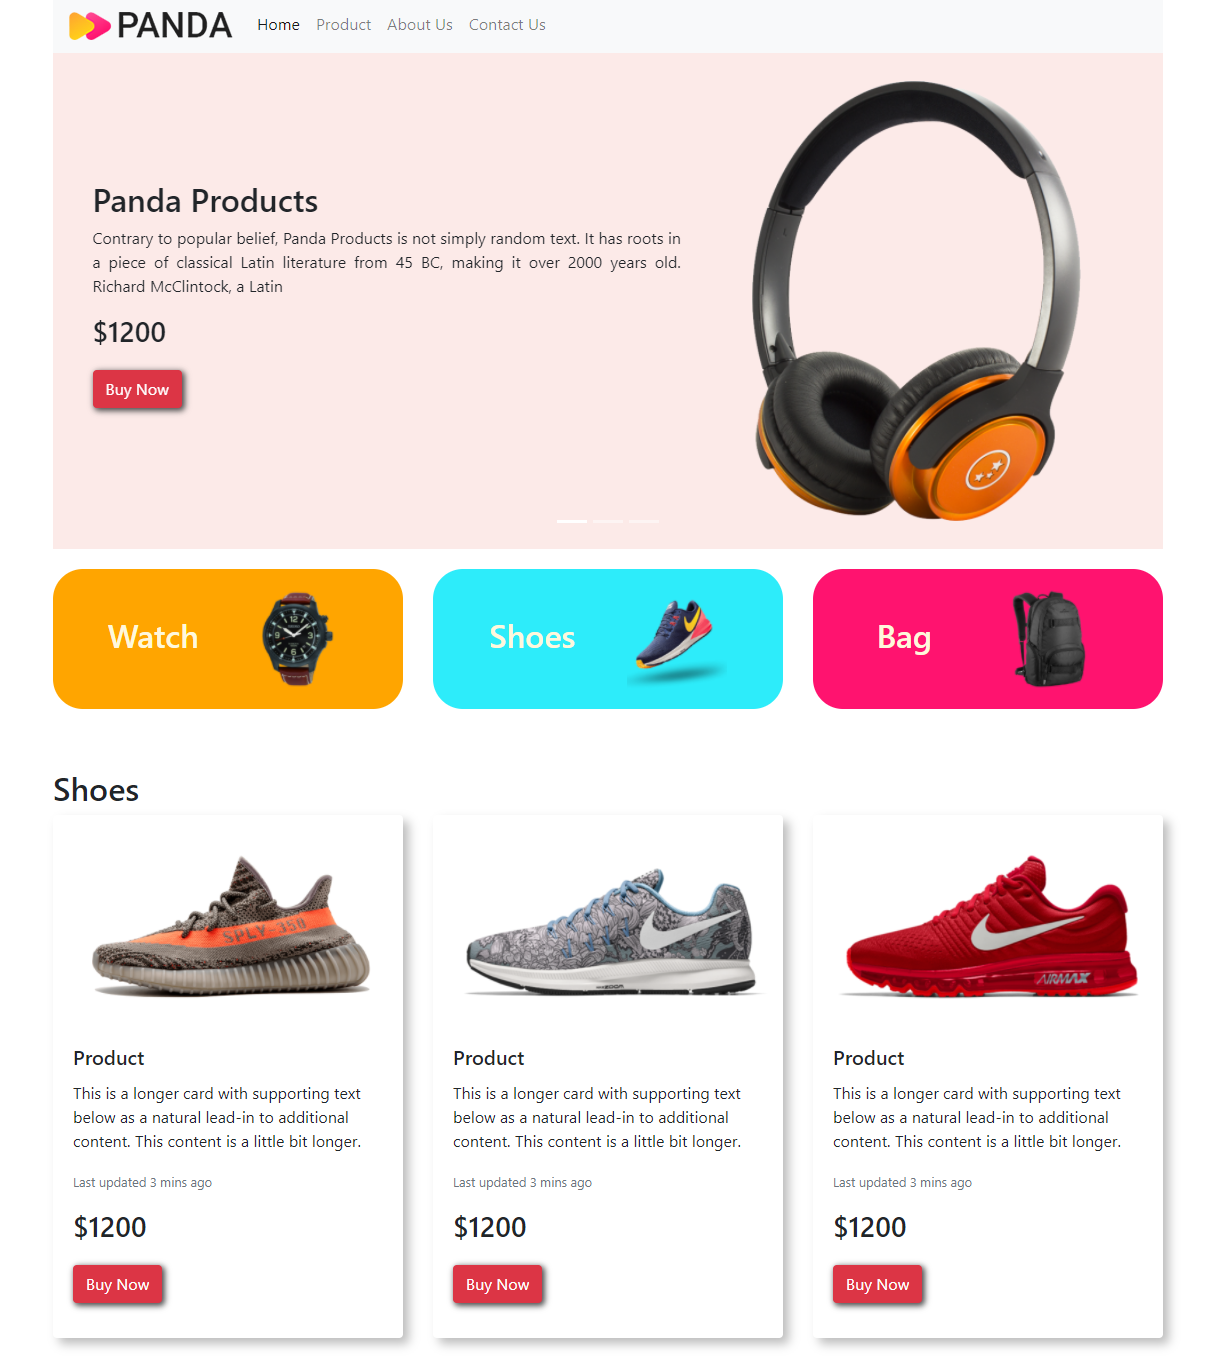 PANDA Home Product About Us Contact Us
Panda Products
Contrary to popular belief, Panda Products is not simply random text. It has roots in
a piece of classical Latin literature from 45 BC, making it over 2000 years old.
Richard McClintock, a Latin
$1200
Buy Now
Watch
Shoes
Bag
Shoes
SPLY-350
AIRMAX
Product
This is a longer card with supporting text
below as a natural lead-in to additional
content. This content is a little bit longer.
Last updated 3 mins ago
$1200
Buy Now
Product
This is a longer card with supporting text
below as a natural lead-in to additional
content. This content is a little bit longer.
Last updated 3 mins ago
$1200
Buy Now
Product
This is a longer card with supporting text
below as a natural lead-in to additional
content. This content is a little bit longer.
Last updated 3 mins ago
$1200
Buy Now